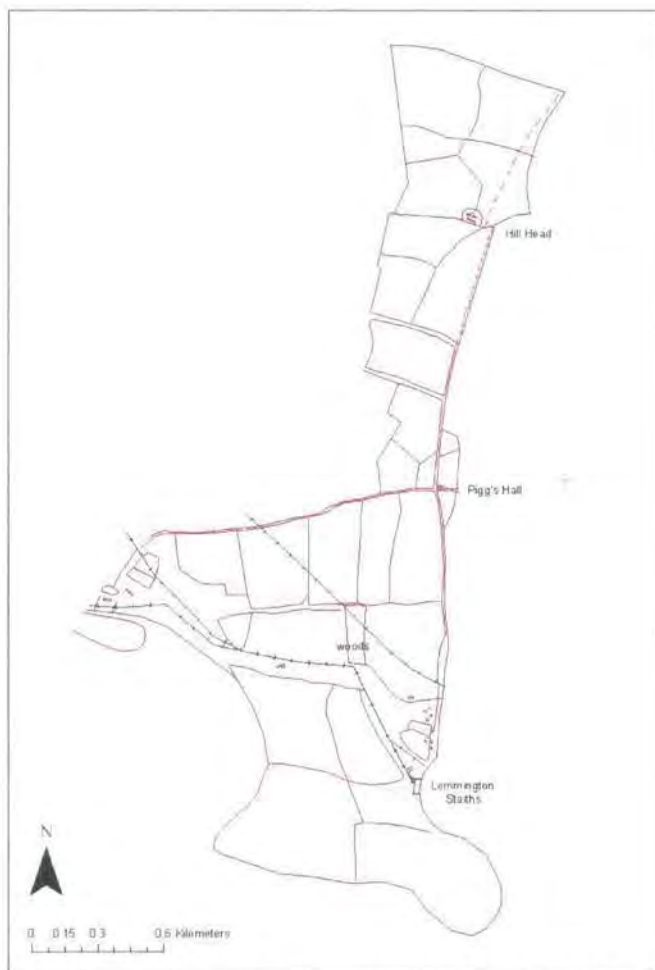 Hill Head
Pigg's Hall
woods
Lemmington
Staiths
N
0 0.15 0.3 0.6 Kilometers